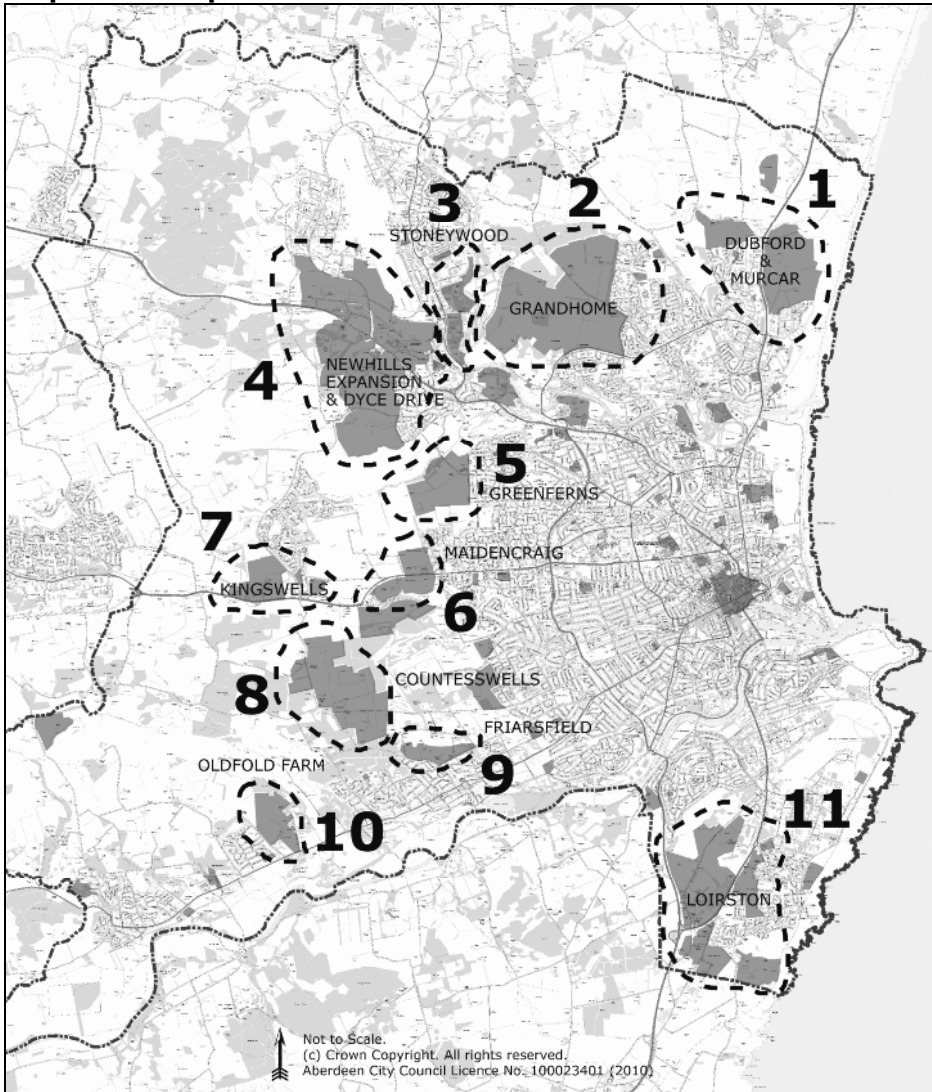 1
2
3
STONEYWOOD
DUBFORD
&
MURCAR
GRANDHOME
4
NEWHILLS
EXPANSION
& DYCE DRIVE
5
GREENFERNS
7
KINGSWELLS
MAIDENCRAIG
6
8
COUNTESSWELLS
FRIARSFIELD
9
OLDFOLD FARM
10
11
LOIRSTON
Not to Scale.
(c) Crown Copyright. All rights reserved.
Aberdeen City Council Licence No. 100023401 (2010)